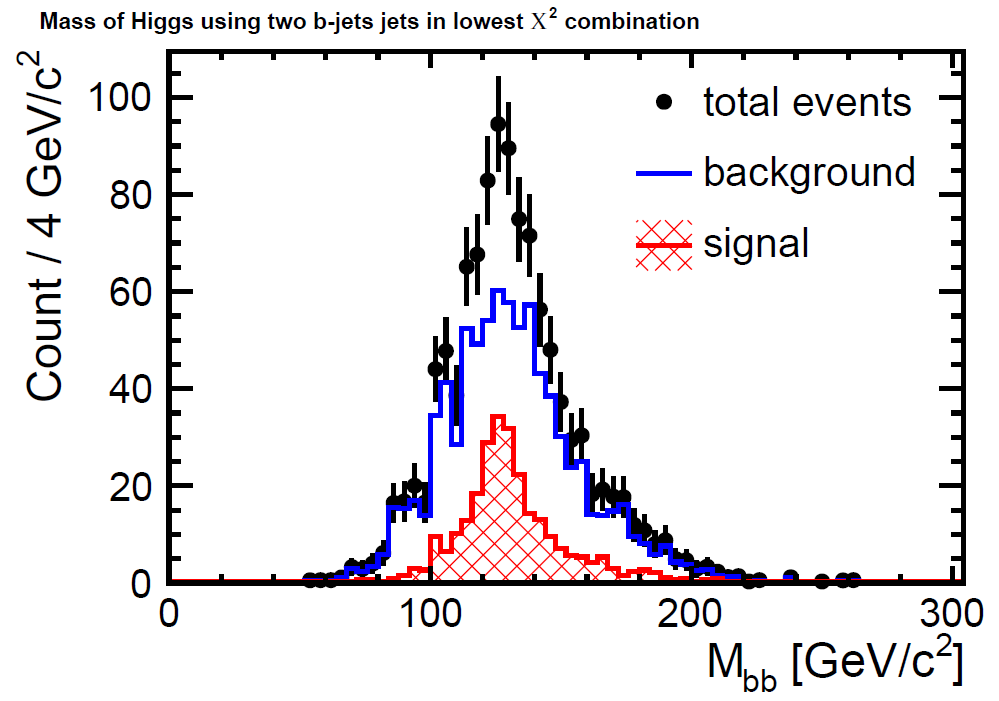 Mass of Higgs using two b-jets jets in lowest Χ² combination
Count / 4 GeV/c²
100
80
60
40
20
0
total events
background
signal
0
100
200
300
M_bb [GeV/c²]